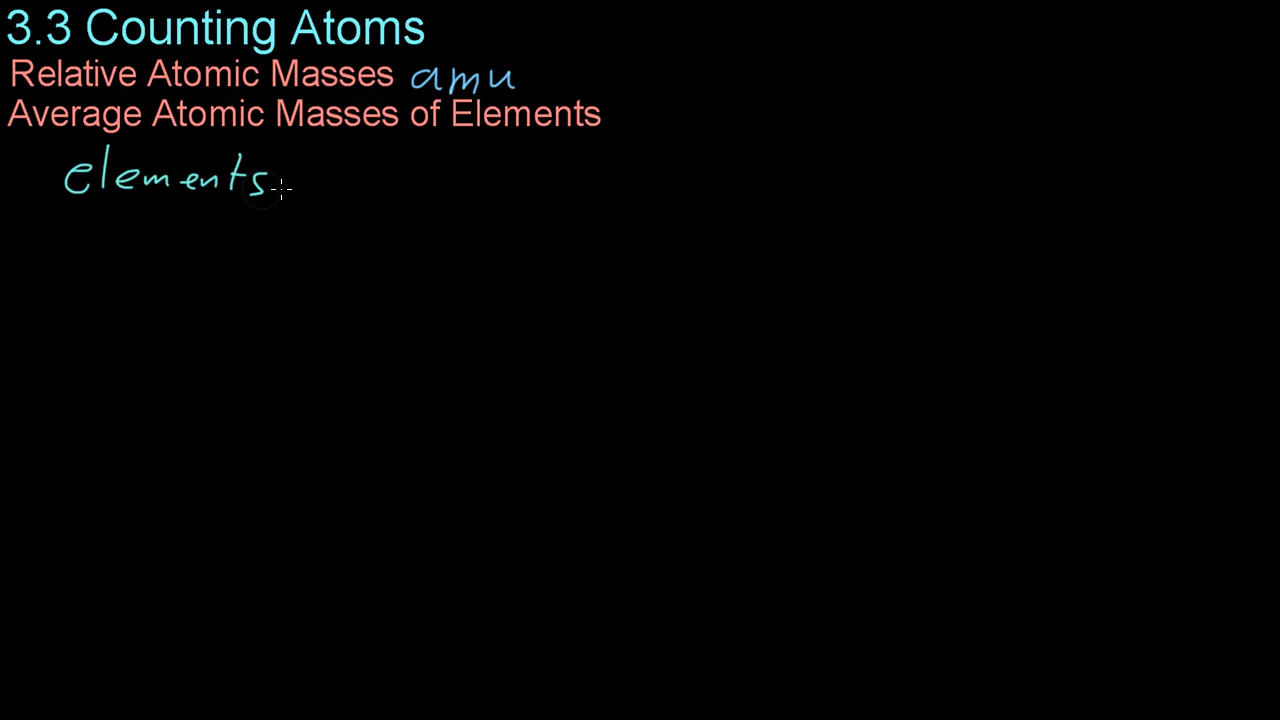 3.3 Counting Atoms
Relative Atomic Masses amu
Average Atomic Masses of Elements
elements